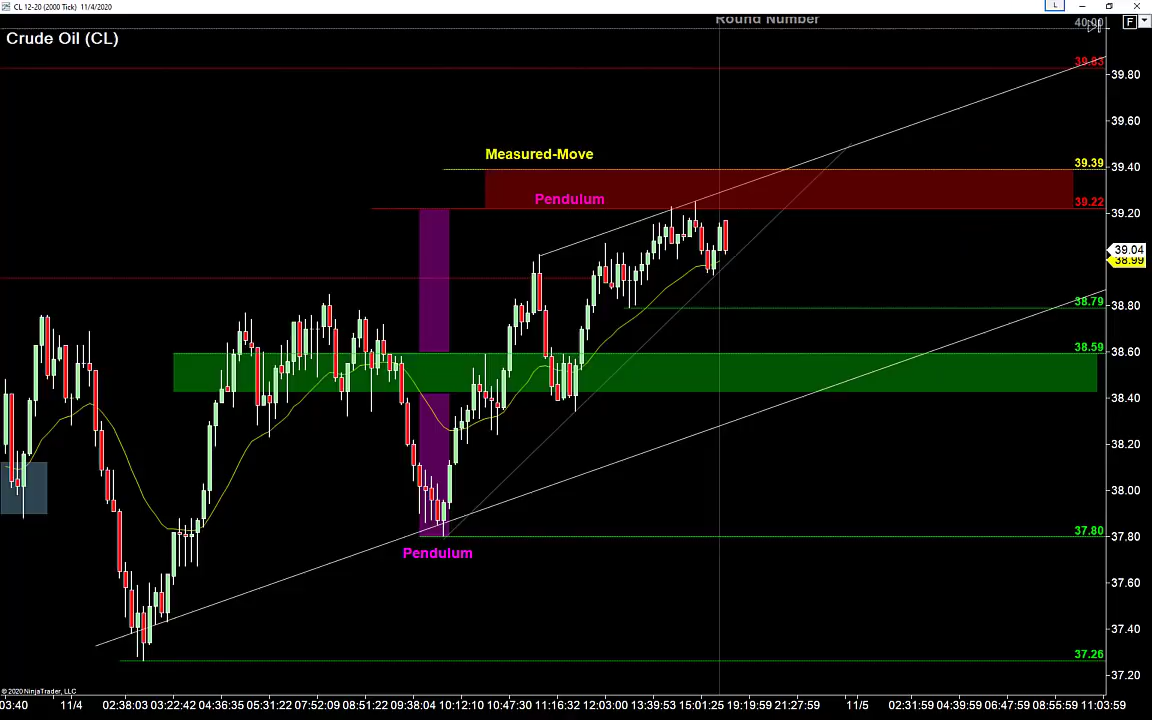 CL 12-20 (2000 Tick) 11/4/2020
L
Round Number
40.00
F
Crude Oil (CL)
39.83
39.80
39.60
Measured-Move
39.39
39.40
Pendulum
39.22
39.20
39.04
38.99
38.79
38.80
38.59
38.60
38.40
38.20
38.00
37.80
37.80
Pendulum
37.60
37.40
37.26
37.20
© 2020 NinjaTrader, LLC
03:40 11/4 02:38:03 03:22:42 04:36:35 05:31:22 07:52:09 08:51:22 09:38:04 10:12:10 10:47:30 11:16:32 12:03:00 13:39:53 15:01:25 19:19:59 21:27:59 11/5 02:31:59 04:39:59 06:47:59 08:55:59 11:03:59